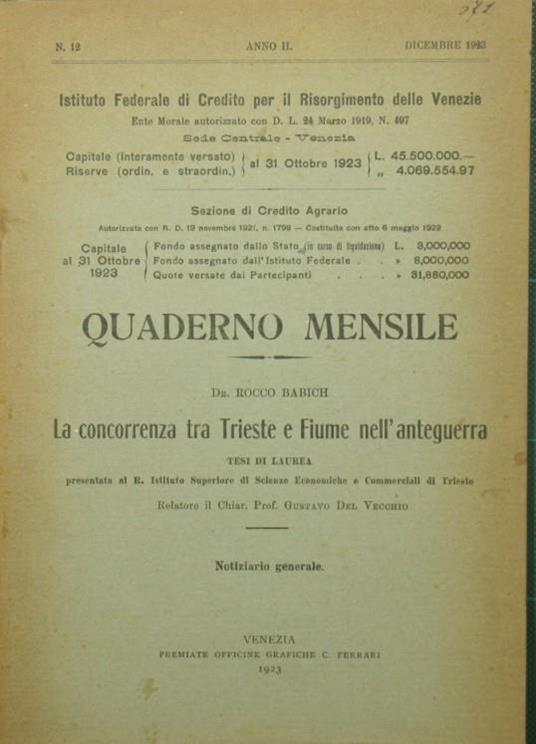 271
N. 12 ANNO II. DICEMBRE 1923
Istituto Federale di Credito per il Risorgimento delle Venezie
Ente Morale autorizzato con D. L. 24 Marzo 1919, N. 497
Sede Centrale - Venezia
Capitale (interamente versato) } al 31 Ottobre 1923 { L. 45.500.000.—
Riserve (ordin. e straordin.) } { „ 4.069.554.97
Sezione di Credito Agrario
Autorizzata con R. D. 19 novembre 1921, n. 1798 — Costituita con atto 6 maggio 1922
Capitale { Fondo assegnato dallo Stato (in corso di liquidazione) L. 3,000,000
al 31 Ottobre { Fondo assegnato dall'Istituto Federale . . » 8,000,000
1923 { Quote versate dai Partecipanti . . . » 31,880,000
QUADERNO MENSILE
DR. ROCCO BABICH
La concorrenza tra Trieste e Fiume nell'anteguerra
TESI DI LAUREA
presentata al R. Istituto Superiore di Scienze Economiche e Commerciali di Trieste
Relatore il Chiar. Prof. GUSTAVO DEL VECCHIO
Notiziario generale.
VENEZIA
PREMIATE OFFICINE GRAFICHE C. FERRARI
1923